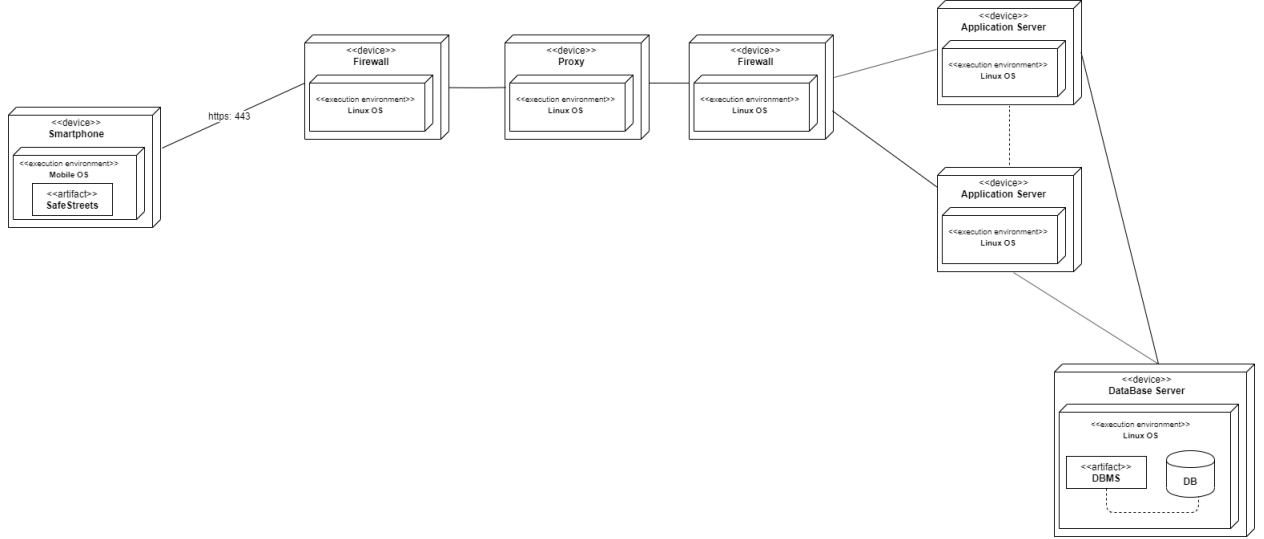 <<device>>
Smartphone
<<execution environment>>
Mobile OS
<<artifact>>
SafeStreets
https: 443
<<device>>
Firewall
<<execution environment>>
Linux OS
<<device>>
Proxy
<<execution environment>>
Linux OS
<<device>>
Firewall
<<execution environment>>
Linux OS
<<device>>
Application Server
<<execution environment>>
Linux OS
<<device>>
Application Server
<<execution environment>>
Linux OS
<<device>>
DataBase Server
<<execution environment>>
Linux OS
<<artifact>>
DBMS
DB